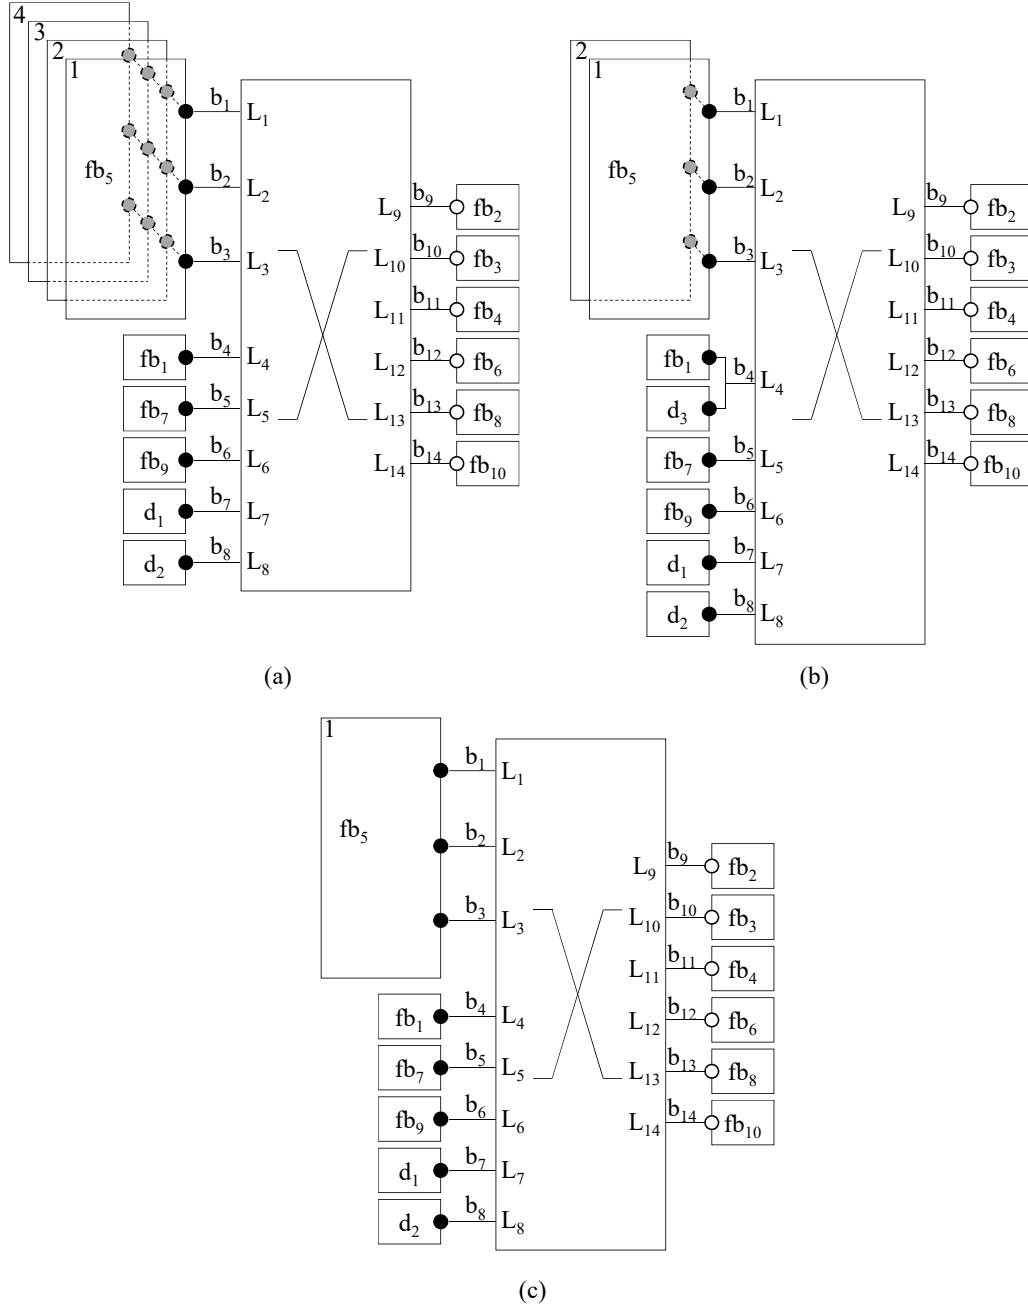 4
3
2
1
fb₅
b₁ L₁
b₂ L₂
b₃ L₃
fb₁ b₄ L₄
fb₇ b₅ L₅
fb₉ b₆ L₆
d₁ b₇ L₇
d₂ b₈ L₈
L₉ b₉ fb₂
L₁₀ b₁₀ fb₃
L₁₁ b₁₁ fb₄
L₁₂ b₁₂ fb₆
L₁₃ b₁₃ fb₈
L₁₄ b₁₄ fb₁₀
(a)
2
1
fb₅
b₁ L₁
b₂ L₂
b₃ L₃
fb₁
b₄ L₄
d₃
fb₇ b₅ L₅
fb₉ b₆ L₆
d₁ b₇ L₇
d₂ b₈ L₈
L₉ b₉ fb₂
L₁₀ b₁₀ fb₃
L₁₁ b₁₁ fb₄
L₁₂ b₁₂ fb₆
L₁₃ b₁₃ fb₈
L₁₄ b₁₄ fb₁₀
(b)
1
fb₅
b₁ L₁
b₂ L₂
b₃ L₃
fb₁ b₄ L₄
fb₇ b₅ L₅
fb₉ b₆ L₆
d₁ b₇ L₇
d₂ b₈ L₈
L₉ b₉ fb₂
L₁₀ b₁₀ fb₃
L₁₁ b₁₁ fb₄
L₁₂ b₁₂ fb₆
L₁₃ b₁₃ fb₈
L₁₄ b₁₄ fb₁₀
(c)